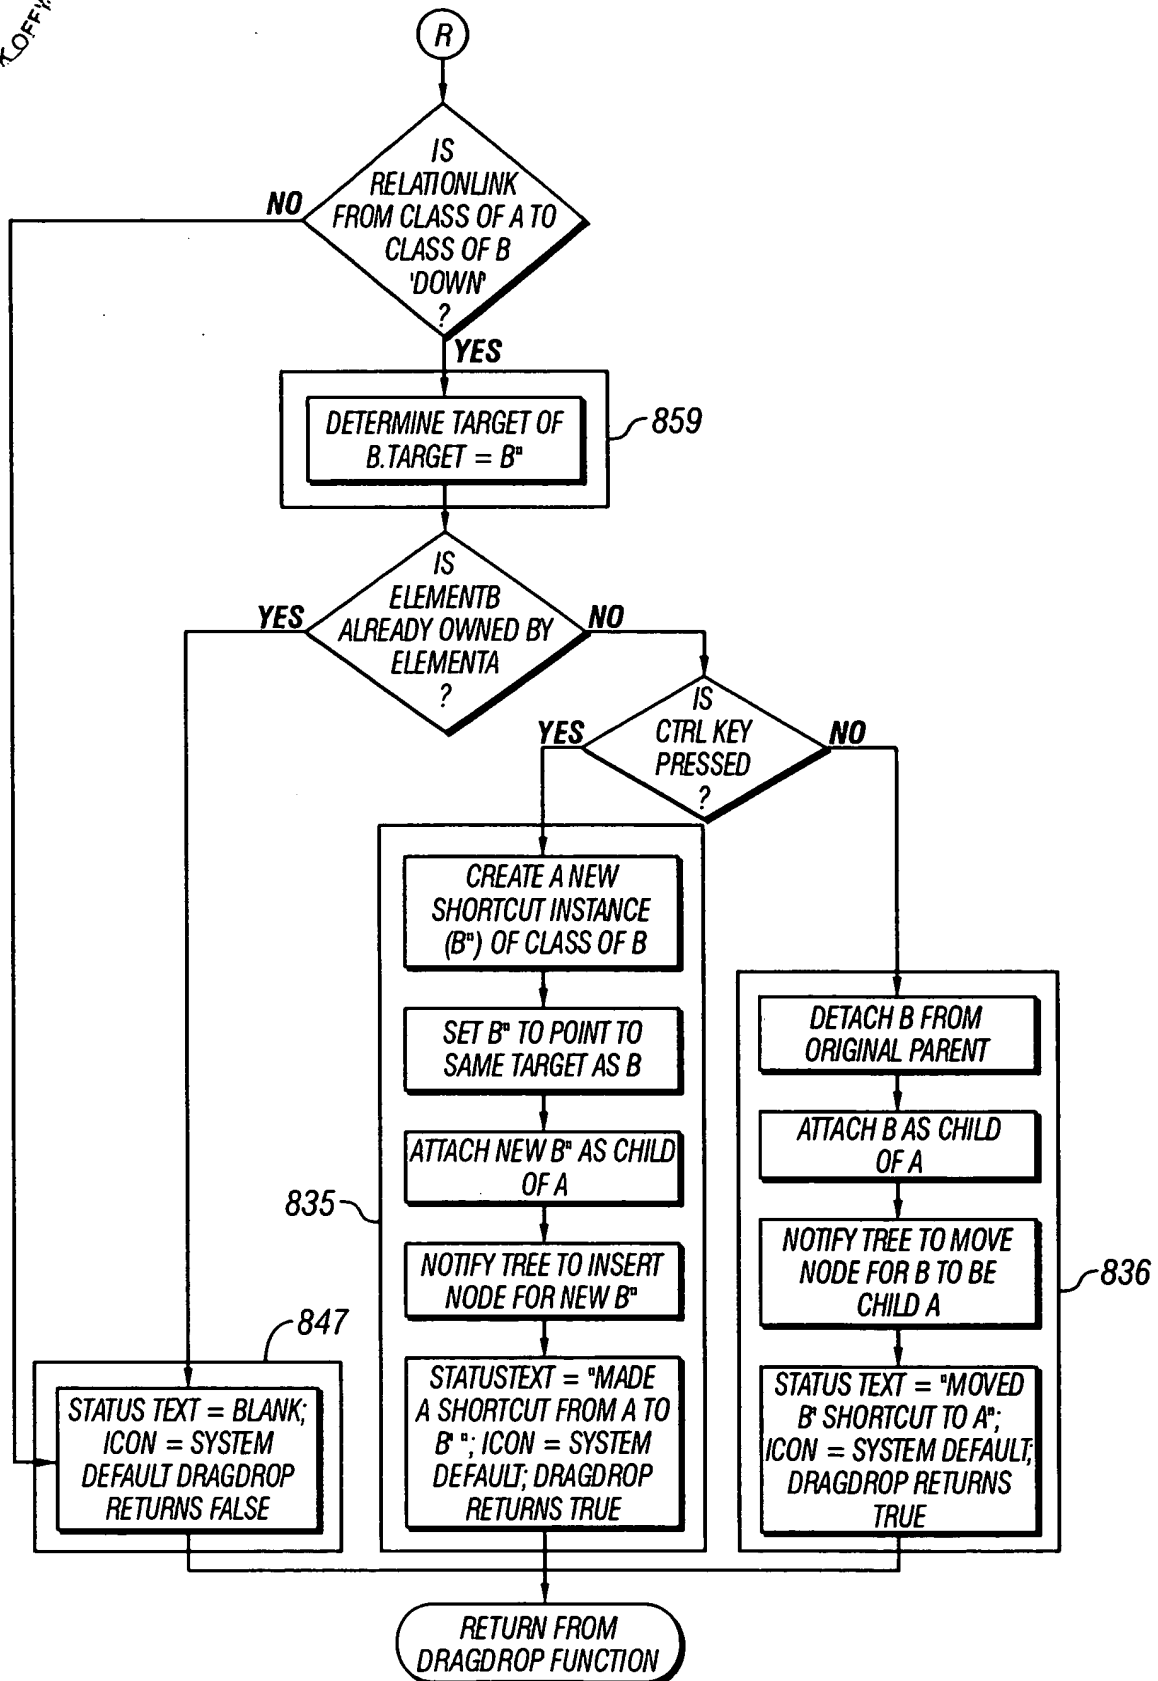 R
IS
RELATIONLINK
FROM CLASS OF A TO
CLASS OF B
'DOWN'
?
NO
YES
DETERMINE TARGET OF
B.TARGET = B"
859
IS
ELEMENTB
ALREADY OWNED BY
ELEMENTA
?
YES
NO
IS
CTRL KEY
PRESSED
?
YES
NO
CREATE A NEW
SHORTCUT INSTANCE
(B") OF CLASS OF B
SET B" TO POINT TO
SAME TARGET AS B
ATTACH NEW B" AS CHILD
OF A
NOTIFY TREE TO INSERT
NODE FOR NEW B"
STATUSTEXT = "MADE
A SHORTCUT FROM A TO
B' "; ICON = SYSTEM
DEFAULT; DRAGDROP
RETURNS TRUE
835
DETACH B FROM
ORIGINAL PARENT
ATTACH B AS CHILD
OF A
NOTIFY TREE TO MOVE
NODE FOR B TO BE
CHILD A
STATUS TEXT = "MOVED
B' SHORTCUT TO A";
ICON = SYSTEM DEFAULT;
DRAGDROP RETURNS
TRUE
836
847
STATUS TEXT = BLANK;
ICON = SYSTEM
DEFAULT DRAGDROP
RETURNS FALSE
RETURN FROM
DRAGDROP FUNCTION